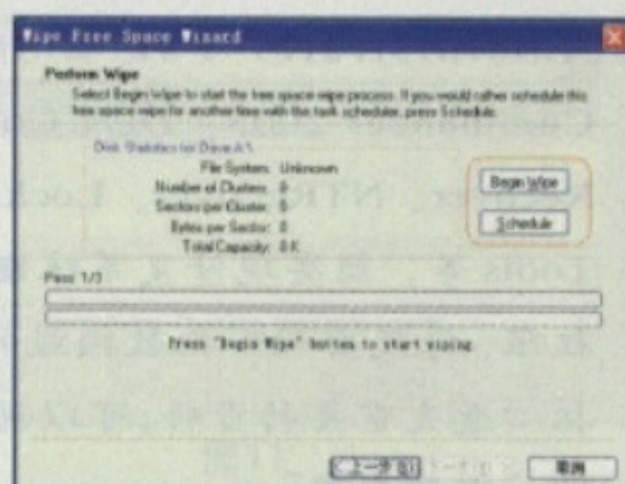 Wipe Free Space Wizard
Perform Wipe
Select Begin Wipe to start the free space wipe process. If you would rather schedule this
free space wipe for another time with the task scheduler, press Schedule.
Disk Statistics for Drive A:\
File System: Unknown
Number of Clusters: 0
Sectors per Cluster: 0
Bytes per Sector: 0
Total Capacity: 0 K
Begin Wipe
Schedule
Pass 1/3
Press "Begin Wipe" button to start wiping
< 上一步(B)
取消